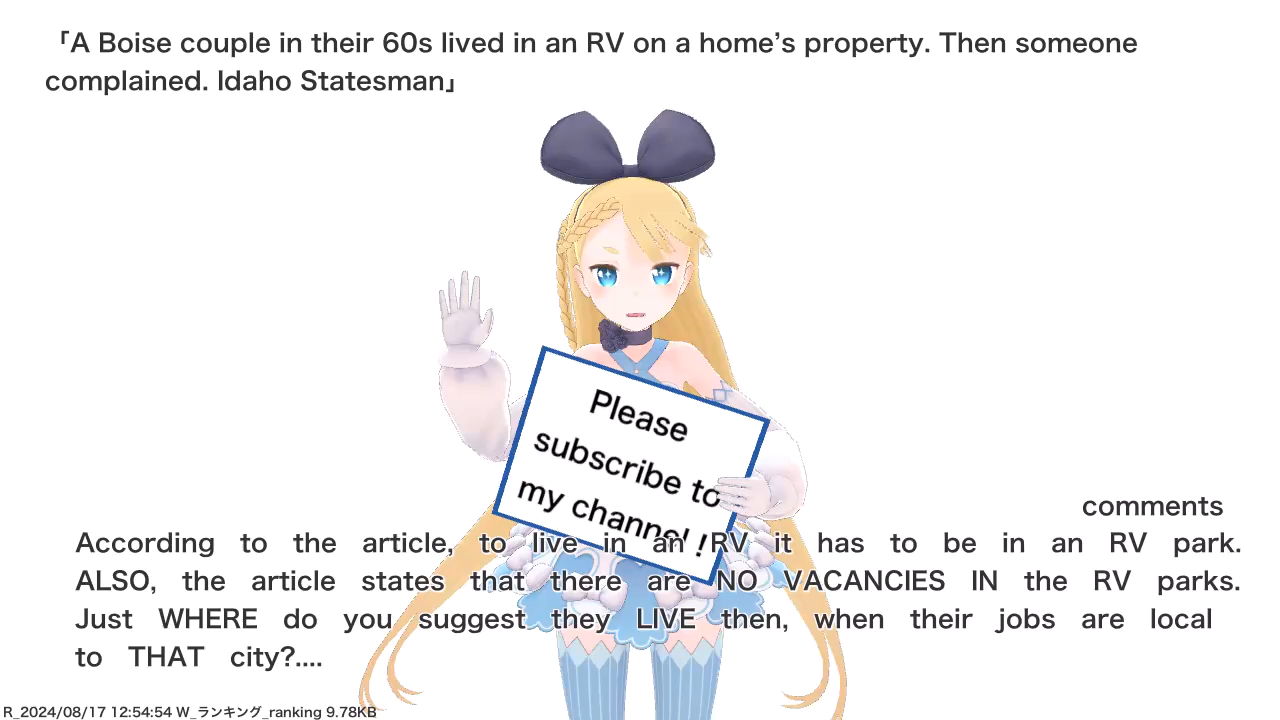 「A Boise couple in their 60s lived in an RV on a home’s property. Then someone
complained. Idaho Statesman」
Please
subscribe to
my channel !
comments
According to the article, to live in an RV it has to be in an RV park.
ALSO, the article states that there are NO VACANCIES IN the RV parks.
Just WHERE do you suggest they LIVE then, when their jobs are local
to THAT city?....
R_2024/08/17 12:54:54 W_ランキング_ranking 9.78KB